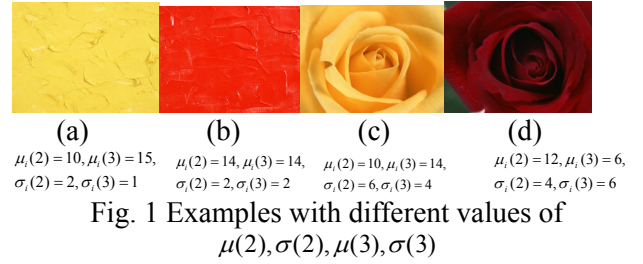 (a) (b) (c) (d)
μᵢ(2) = 10, μᵢ(3) = 15, μᵢ(2) = 14, μᵢ(3) = 14, μᵢ(2) = 10, μᵢ(3) = 14, μᵢ(2) = 12, μᵢ(3) = 6,
σᵢ(2) = 2, σᵢ(3) = 1 σᵢ(2) = 2, σᵢ(3) = 2 σᵢ(2) = 6, σᵢ(3) = 4 σᵢ(2) = 4, σᵢ(3) = 6
Fig. 1 Examples with different values of
μ(2), σ(2), μ(3), σ(3)